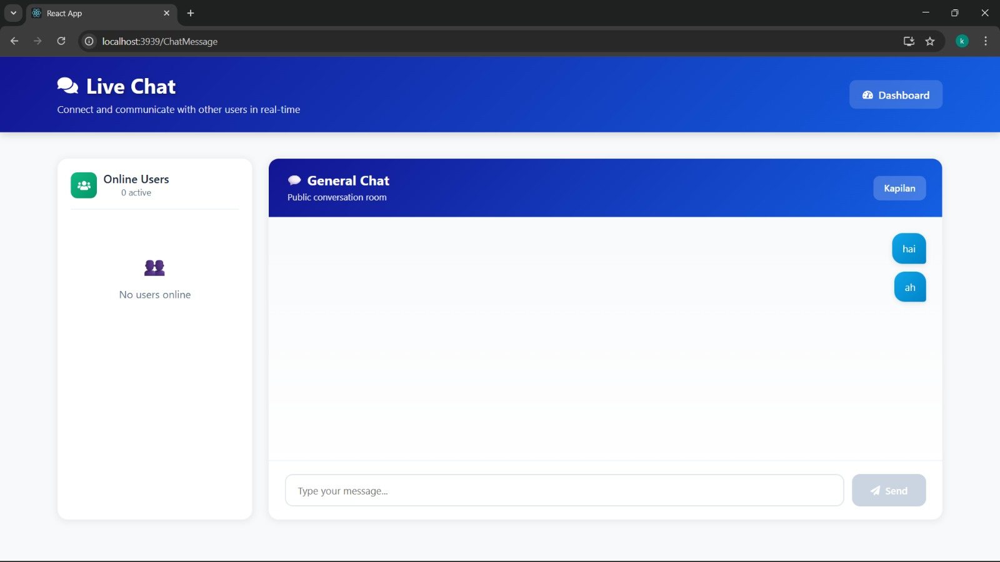 React App
localhost:3939/ChatMessage
k
Live Chat
Connect and communicate with other users in real-time
Dashboard
Online Users
0 active
No users online
General Chat
Public conversation room
Kapilan
hai
ah
Type your message...
Send